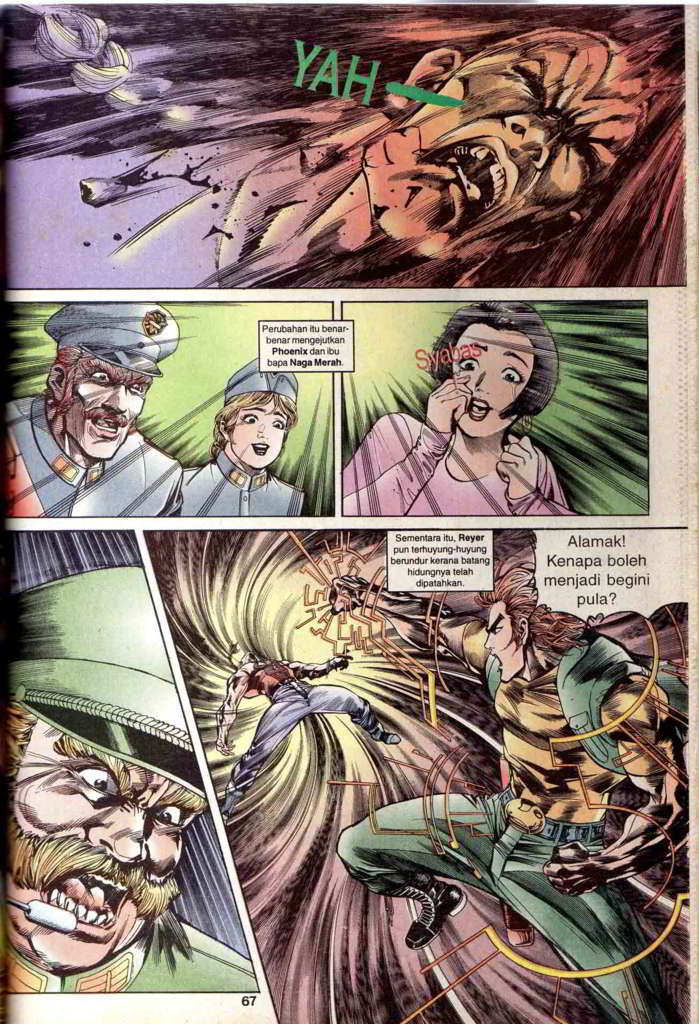 YAH
Perubahan itu benar-
benar mengejutkan
Phoenix dan ibu
bapa Naga Merah.
Syabas
Sementara itu, Reyer
pun terhuyung-huyung
berundur kerana batang
hidungnya telah
dipatahkan.
Alamak!
Kenapa boleh
menjadi begini
pula?
67